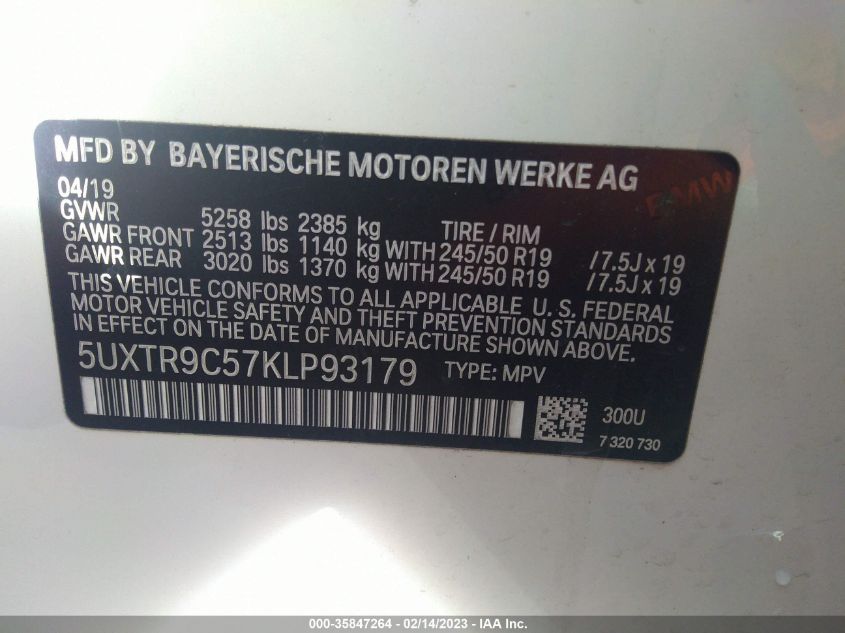 MFD BY BAYERISCHE MOTOREN WERKE AG
BMW
04/19
GVWR 5258 lbs 2385 kg TIRE / RIM
GAWR FRONT 2513 lbs 1140 kg WITH 245/50 R19 /7.5J x 19
GAWR REAR 3020 lbs 1370 kg WITH 245/50 R19 /7.5J x 19
THIS VEHICLE CONFORMS TO ALL APPLICABLE U. S. FEDERAL
MOTOR VEHICLE SAFETY AND THEFT PREVENTION STANDARDS
IN EFFECT ON THE DATE OF MANUFACTURE SHOWN ABOVE.
5UXTR9C57KLP93179 TYPE: MPV
300U
7 320 730
000-35847264 - 02/14/2023 - IAA Inc.